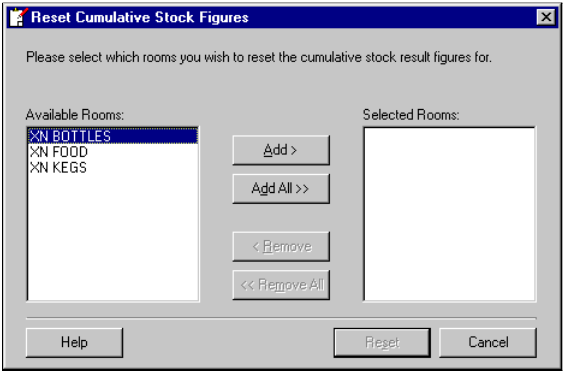 Reset Cumulative Stock Figures
Please select which rooms you wish to reset the cumulative stock result figures for.
Available Rooms:
Selected Rooms:
XN BOTTLES
XN FOOD
XN KEGS
Add >
Add All >>
< Remove
<< Remove All
Help
Reset
Cancel